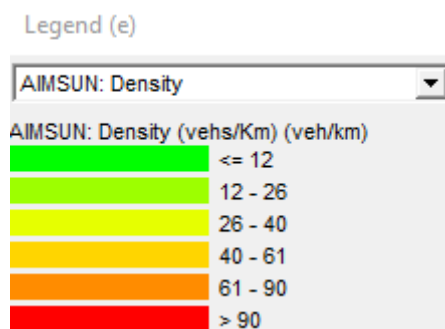 Legend (e)
AIMSUN: Density
AIMSUN: Density (vehs/Km) (veh/km)
<= 12
12 - 26
26 - 40
40 - 61
61 - 90
> 90